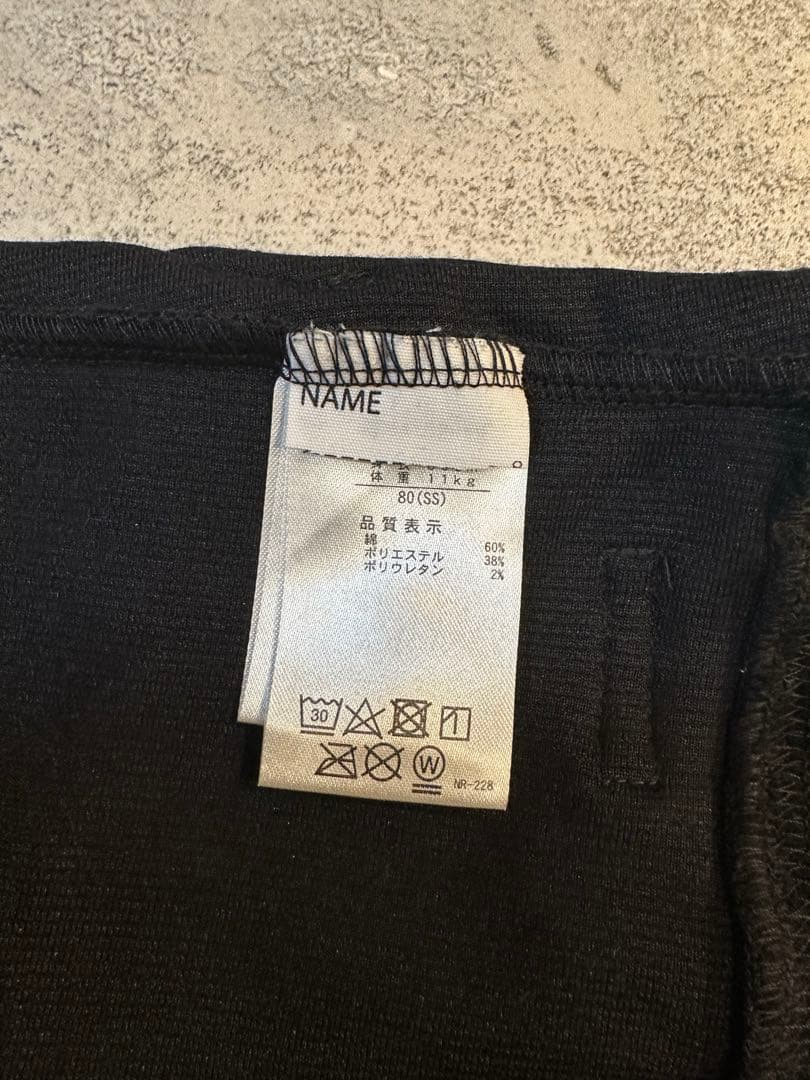 NAME
体 重 11kg
80(SS)
品質表示
綿 60%
ポリエステル 38%
ポリウレタン 2%
30
W
NR-228